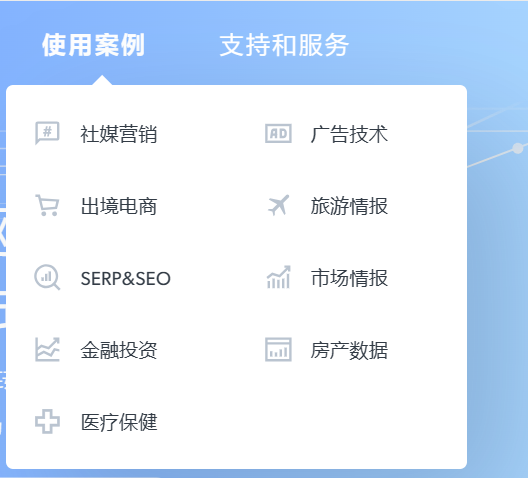 使用案例 支持和服务
社媒营销 广告技术
出境电商 旅游情报
SERP&SEO 市场情报
金融投资 房产数据
医疗保健